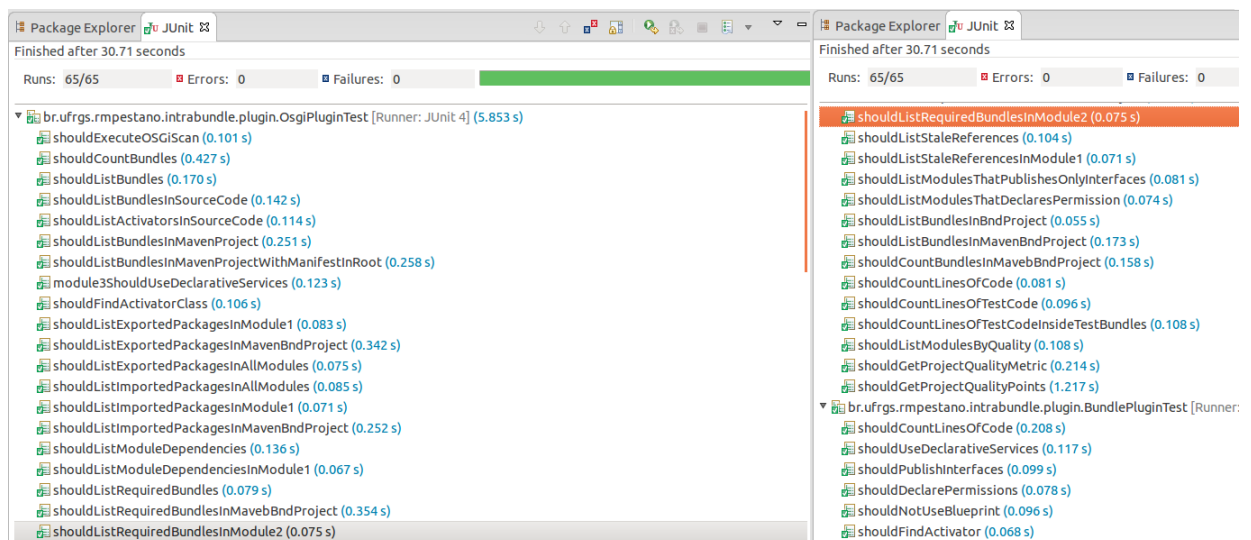 Package Explorer JUnit
Finished after 30.71 seconds
Runs: 65/65 Errors: 0 Failures: 0
br.ufrgs.rmpestano.intrabundle.plugin.OsgiPluginTest [Runner: JUnit 4] (5.853 s)
shouldExecuteOSGiScan (0.101 s)
shouldCountBundles (0.427 s)
shouldListBundles (0.170 s)
shouldListBundlesInSourceCode (0.142 s)
shouldListActivatorsInSourceCode (0.114 s)
shouldListBundlesInMavenProject (0.251 s)
shouldListBundlesInMavenProjectWithManifestInRoot (0.258 s)
module3ShouldUseDeclarativeServices (0.123 s)
shouldFindActivatorClass (0.106 s)
shouldListExportedPackagesInModule1 (0.083 s)
shouldListExportedPackagesInMavenBndProject (0.342 s)
shouldListExportedPackagesInAllModules (0.075 s)
shouldListImportedPackagesInAllModules (0.085 s)
shouldListImportedPackagesInModule1 (0.071 s)
shouldListImportedPackagesInMavenBndProject (0.252 s)
shouldListModuleDependencies (0.136 s)
shouldListModuleDependenciesInModule1 (0.067 s)
shouldListRequiredBundles (0.079 s)
shouldListRequiredBundlesInMavebBndProject (0.354 s)
shouldListRequiredBundlesInModule2 (0.075 s)
Package Explorer JUnit
Finished after 30.71 seconds
Runs: 65/65 Errors: 0 Failures: 0
shouldListRequiredBundlesInModule2 (0.075 s)
shouldListStaleReferences (0.104 s)
shouldListStaleReferencesInModule1 (0.071 s)
shouldListModulesThatPublishesOnlyInterfaces (0.081 s)
shouldListModulesThatDeclaresPermission (0.074 s)
shouldListBundlesInBndProject (0.055 s)
shouldListBundlesInMavenBndProject (0.173 s)
shouldCountBundlesInMavebBndProject (0.158 s)
shouldCountLinesOfCode (0.081 s)
shouldCountLinesOfTestCode (0.096 s)
shouldCountLinesOfTestCodeInsideTestBundles (0.108 s)
shouldListModulesByQuality (0.108 s)
shouldGetProjectQualityMetric (0.214 s)
shouldGetProjectQualityPoints (1.217 s)
br.ufrgs.rmpestano.intrabundle.plugin.BundlePluginTest [Runner:
shouldCountLinesOfCode (0.208 s)
shouldUseDeclarativeServices (0.117 s)
shouldPublishInterfaces (0.099 s)
shouldDeclarePermissions (0.078 s)
shouldNotUseBlueprint (0.096 s)
shouldFindActivator (0.068 s)